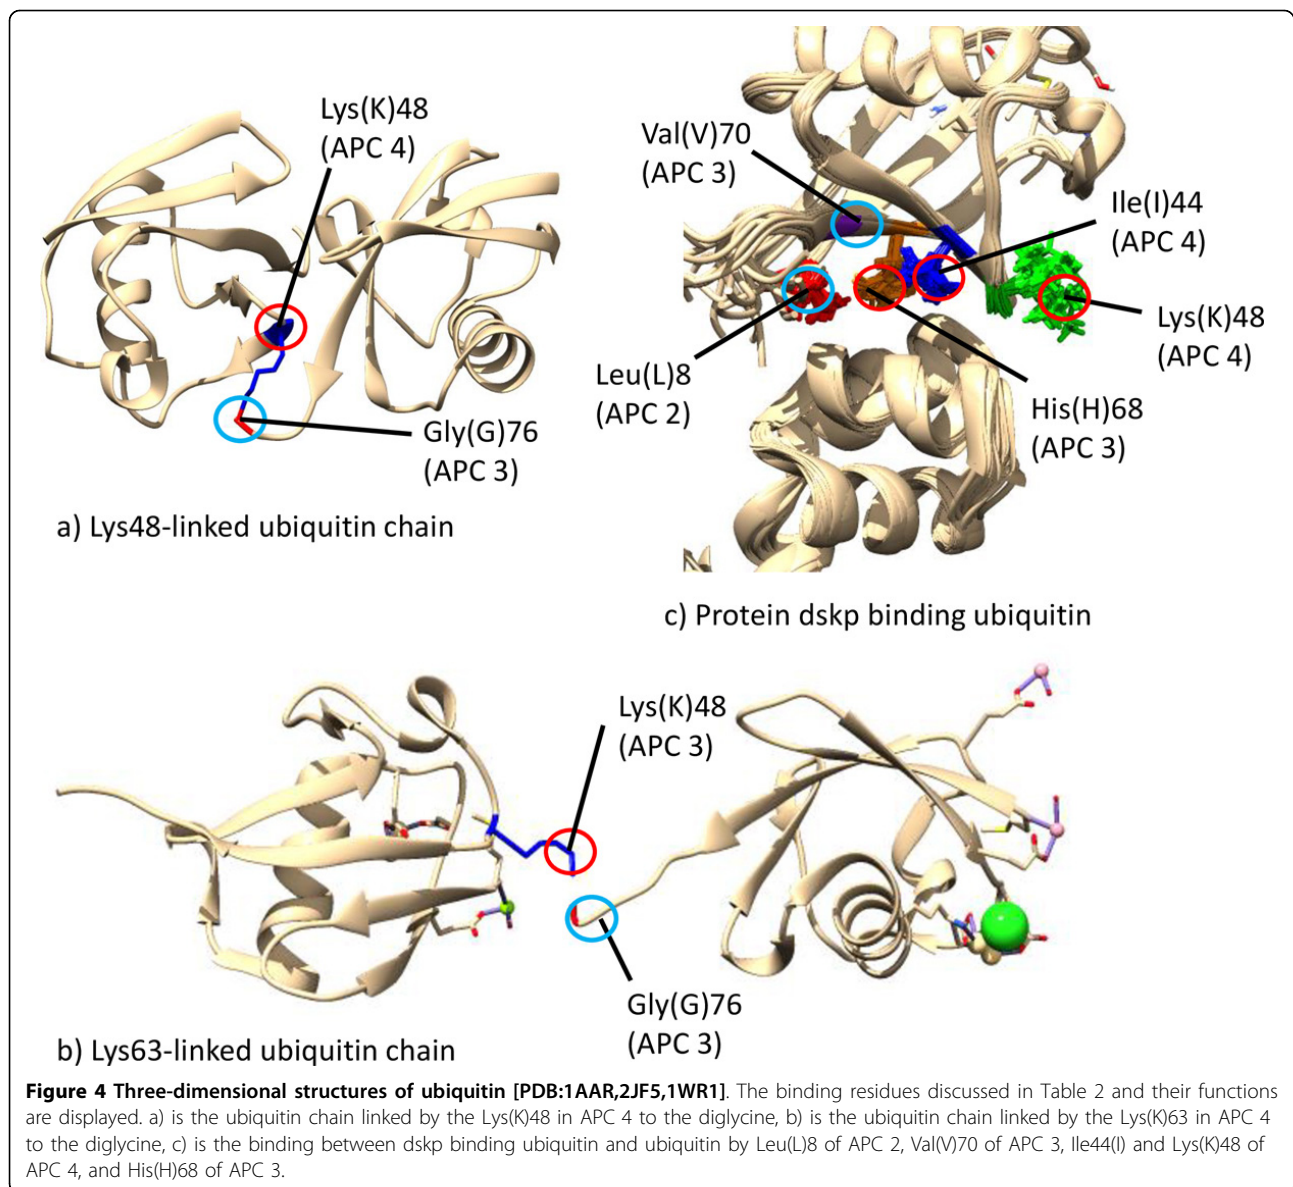 Lys(K)48
(APC 4)
Gly(G)76
(APC 3)
a) Lys48-linked ubiquitin chain
Val(V)70
(APC 3)
Ile(I)44
(APC 4)
Lys(K)48
(APC 4)
Leu(L)8
(APC 2)
His(H)68
(APC 3)
c) Protein dskp binding ubiquitin
Lys(K)48
(APC 3)
Gly(G)76
(APC 3)
b) Lys63-linked ubiquitin chain
Figure 4 Three-dimensional structures of ubiquitin [PDB:1AAR,2JF5,1WR1]. The binding residues discussed in Table 2 and their functions
are displayed. a) is the ubiquitin chain linked by the Lys(K)48 in APC 4 to the diglycine, b) is the ubiquitin chain linked by the Lys(K)63 in APC 4
to the diglycine, c) is the binding between dskp binding ubiquitin and ubiquitin by Leu(L)8 of APC 2, Val(V)70 of APC 3, Ile44(I) and Lys(K)48 of
APC 4, and His(H)68 of APC 3.